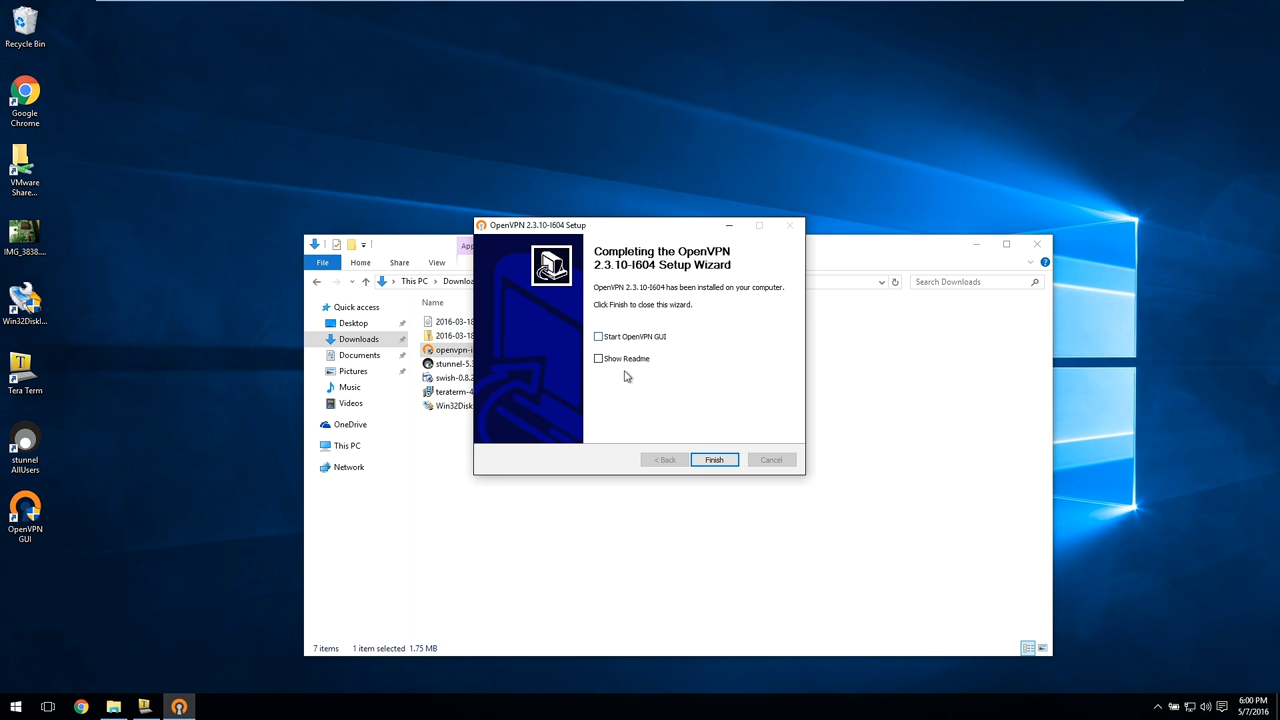 Recycle Bin
Google
Chrome
VMware
Share...
IMG_3838....
Win32DiskI...
Tera Term
stunnel
AllUsers
OpenVPN
GUI
File
Home
Share
View
App
This PC
Downloa
Search Downloads
Quick access
Desktop
Downloads
Documents
Pictures
Music
Videos
OneDrive
This PC
Network
Name
2016-03-18
2016-03-18
openvpn-i
stunnel-5.3
swish-0.8.2
teraterm-4
Win32Disk
7 items
1 item selected 1.75 MB
OpenVPN 2.3.10-I604 Setup
Completing the OpenVPN
2.3.10-I604 Setup Wizard
OpenVPN 2.3.10-I604 has been installed on your computer.
Click Finish to close this wizard.
Start OpenVPN GUI
Show Readme
< Back
Finish
Cancel
6:00 PM
5/7/2016